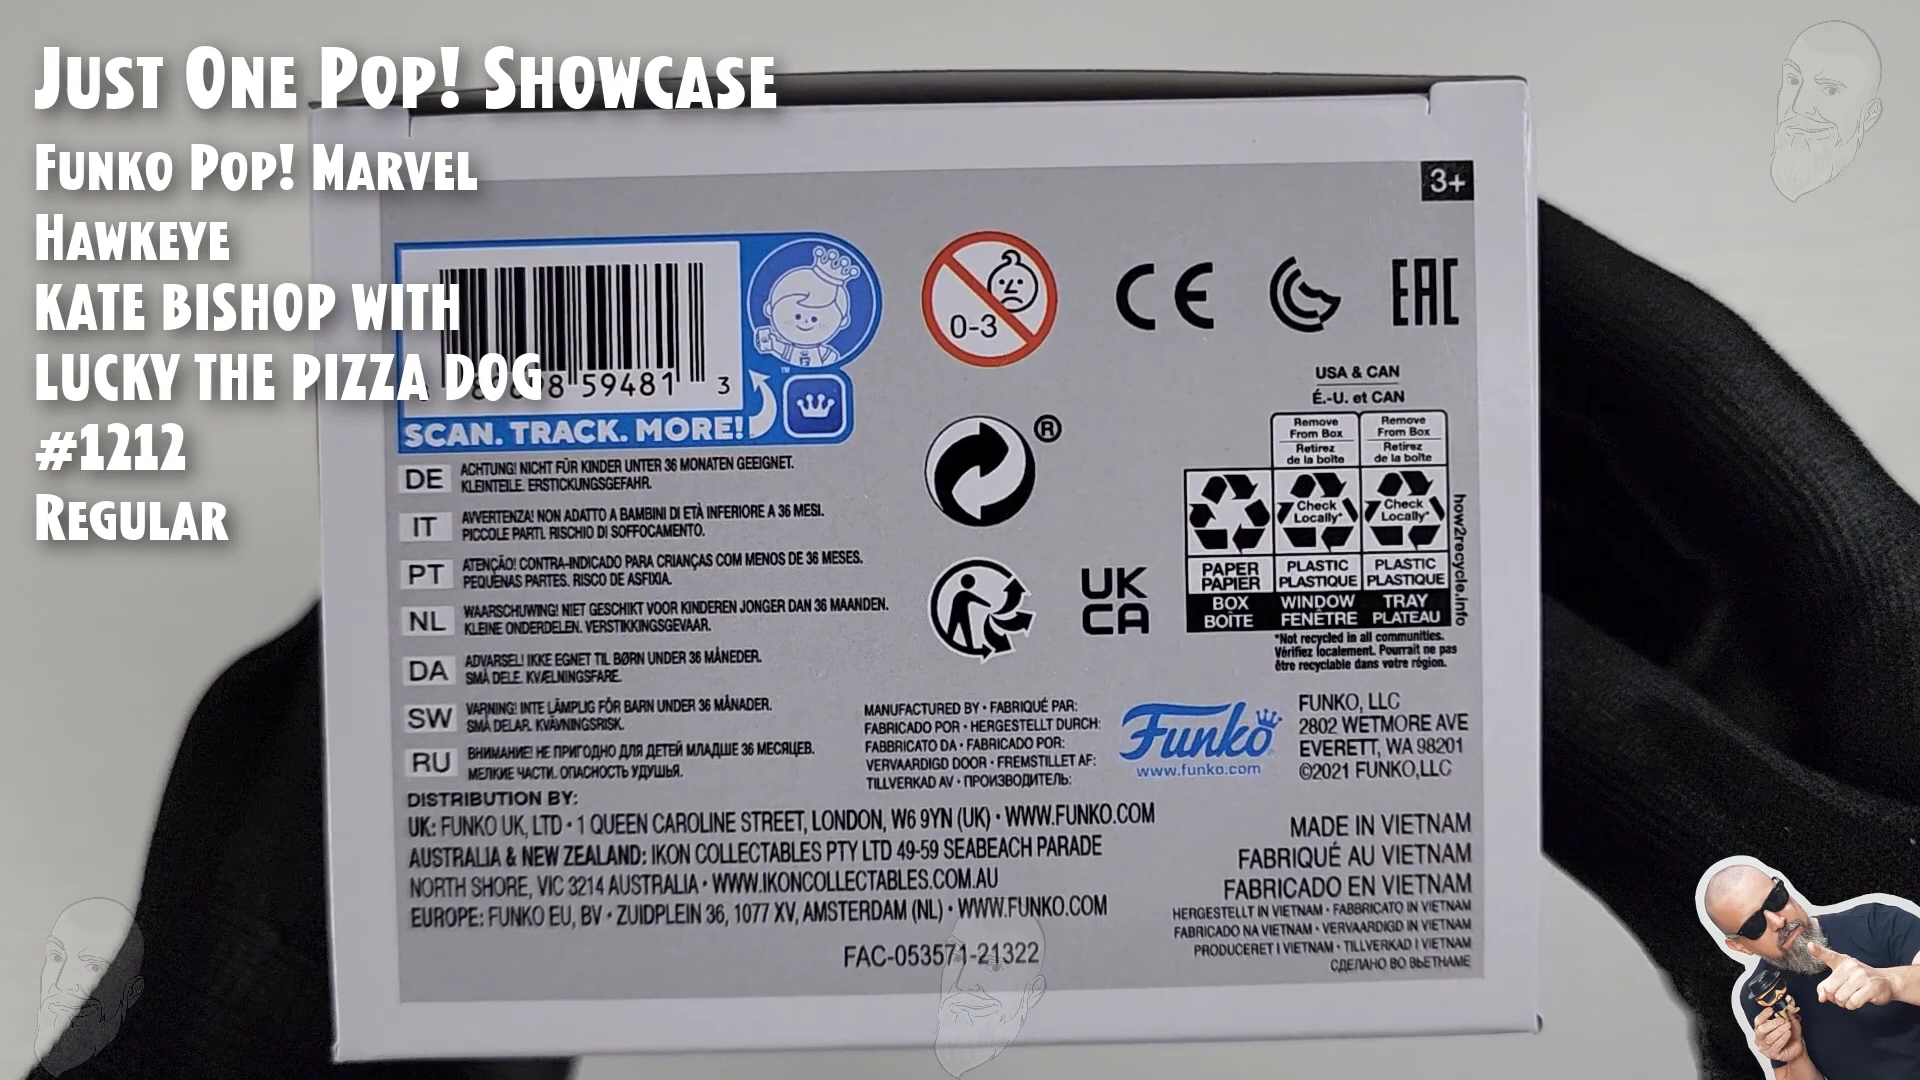 Just One Pop! Showcase
Funko Pop! Marvel
Hawkeye
KATE BISHOP WITH
LUCKY THE PIZZA DOG
#1212
Regular
3+
59481 3
SCAN. TRACK. MORE!
™
0-3
CE
EAC
®
UK
CA
USA & CAN
É.-U. et CAN
Remove
From Box
Retirez
de la boîte
Remove
From Box
Retirez
de la boîte
Check
Locally*
Check
Locally*
PAPER
PAPIER
PLASTIC
PLASTIQUE
PLASTIC
PLASTIQUE
BOX
BOÎTE
WINDOW
FENÊTRE
TRAY
PLATEAU
how2recycle.info
*Not recycled in all communities.
Vérifiez localement. Pourrait ne pas
être recyclable dans votre région.
DE ACHTUNG! NICHT FÜR KINDER UNTER 36 MONATEN GEEIGNET.
KLEINTEILE. ERSTICKUNGSGEFAHR.
IT AVVERTENZA! NON ADATTO A BAMBINI DI ETÀ INFERIORE A 36 MESI.
PICCOLE PARTI. RISCHIO DI SOFFOCAMENTO.
PT ATENÇÃO! CONTRA-INDICADO PARA CRIANÇAS COM MENOS DE 36 MESES.
PEQUENAS PARTES. RISCO DE ASFIXIA.
NL WAARSCHUWING! NIET GESCHIKT VOOR KINDEREN JONGER DAN 36 MAANDEN.
KLEINE ONDERDELEN. VERSTIKKINGSGEVAAR.
DA ADVARSEL! IKKE EGNET TIL BØRN UNDER 36 MÅNEDER.
SMÅ DELE. KVÆLNINGSFARE.
SW VARNING! INTE LÄMPLIG FÖR BARN UNDER 36 MÅNADER.
SMÅ DELAR. KVÄVNINGSRISK.
RU ВНИМАНИЕ! НЕ ПРИГОДНО ДЛЯ ДЕТЕЙ МЛАДШЕ 36 МЕСЯЦЕВ.
МЕЛКИЕ ЧАСТИ. ОПАСНОСТЬ УДУШЬЯ.
MANUFACTURED BY • FABRIQUÉ PAR:
FABRICADO POR • HERGESTELLT DURCH:
FABBRICATO DA • FABRICADO POR:
VERVAARDIGD DOOR • FREMSTILLET AF:
TILLVERKAD AV • ПРОИЗВОДИТЕЛЬ:
Funko
www.funko.com
FUNKO, LLC
2802 WETMORE AVE
EVERETT, WA 98201
©2021 FUNKO,LLC
DISTRIBUTION BY:
UK: FUNKO UK, LTD • 1 QUEEN CAROLINE STREET, LONDON, W6 9YN (UK) • WWW.FUNKO.COM
AUSTRALIA & NEW ZEALAND: IKON COLLECTABLES PTY LTD 49-59 SEABEACH PARADE
NORTH SHORE, VIC 3214 AUSTRALIA • WWW.IKONCOLLECTABLES.COM.AU
EUROPE: FUNKO EU, BV • ZUIDPLEIN 36, 1077 XV, AMSTERDAM (NL) • WWW.FUNKO.COM
FAC-053571-21322
MADE IN VIETNAM
FABRIQUÉ AU VIETNAM
FABRICADO EN VIETNAM
HERGESTELLT IN VIETNAM • FABBRICATO IN VIETNAM
FABRICADO NA VIETNAM • VERVAARDIGD IN VIETNAM
PRODUCERET I VIETNAM • TILLVERKAD I VIETNAM
СДЕЛАНО ВО ВЬЕТНАМЕ